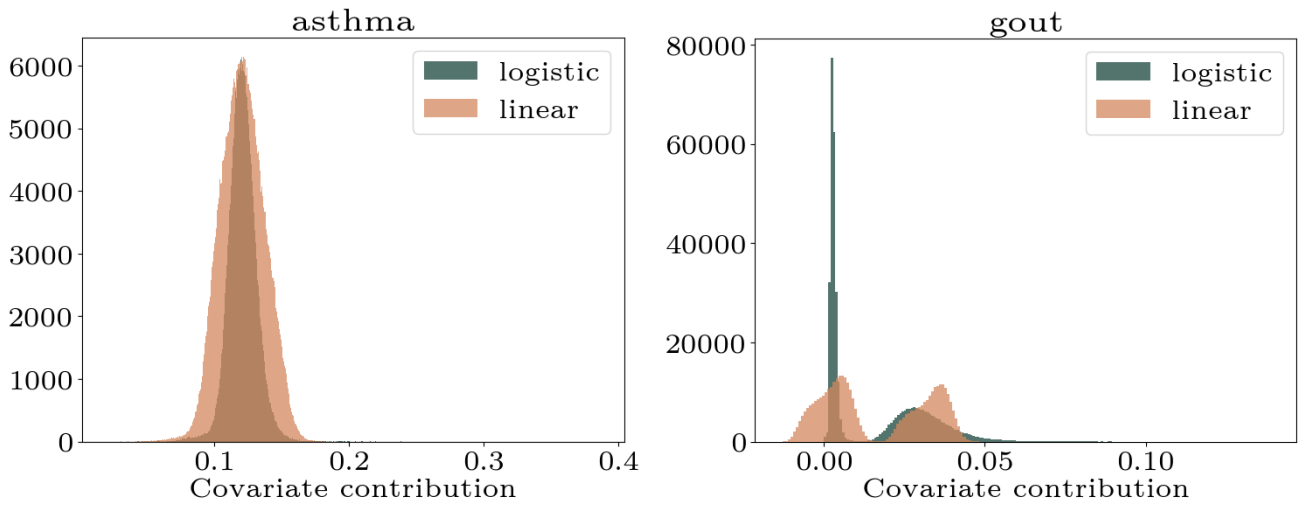 asthma
logistic
linear
6000
5000
4000
3000
2000
1000
0
0.1 0.2 0.3 0.4
Covariate contribution
gout
logistic
linear
80000
60000
40000
20000
0
0.00 0.05 0.10
Covariate contribution